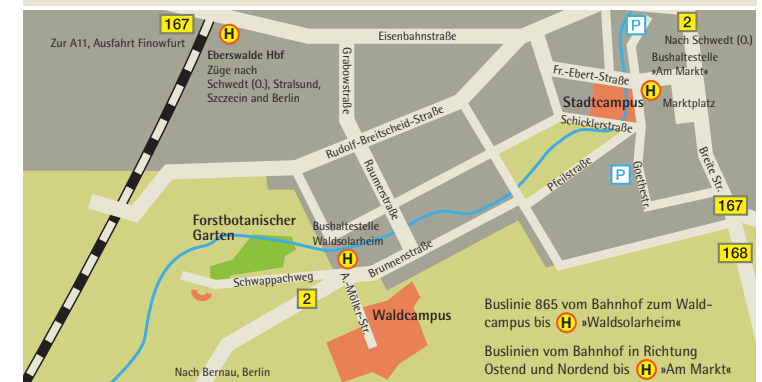 167
H
Zur A11, Ausfahrt Finowfurt
Eberswalde Hbf
Züge nach
Schwedt (O.), Stralsund,
Szczecin and Berlin
Eisenbahnstraße
Grabowstraße
P
2
Nach Schwedt (O.)
Bushaltestelle
»Am Markt«
Fr.-Ebert-Straße
H
Stadtcampus
Marktplatz
Schicklerstraße
Rudolf-Breitscheid-Straße
Raumerstraße
Pfeilstraße
P
Goethestr.
Breite Str.
167
168
Forstbotanischer
Garten
Bushaltestelle
Waldsolarheim
H
Brunnenstraße
Schwappachweg
2
A.-Möller-Str.
Waldcampus
Nach Bernau, Berlin
Buslinie 865 vom Bahnhof zum Wald-
campus bis H »Waldsolarheim«
Buslinien vom Bahnhof in Richtung
Ostend und Nordend bis H »Am Markt«